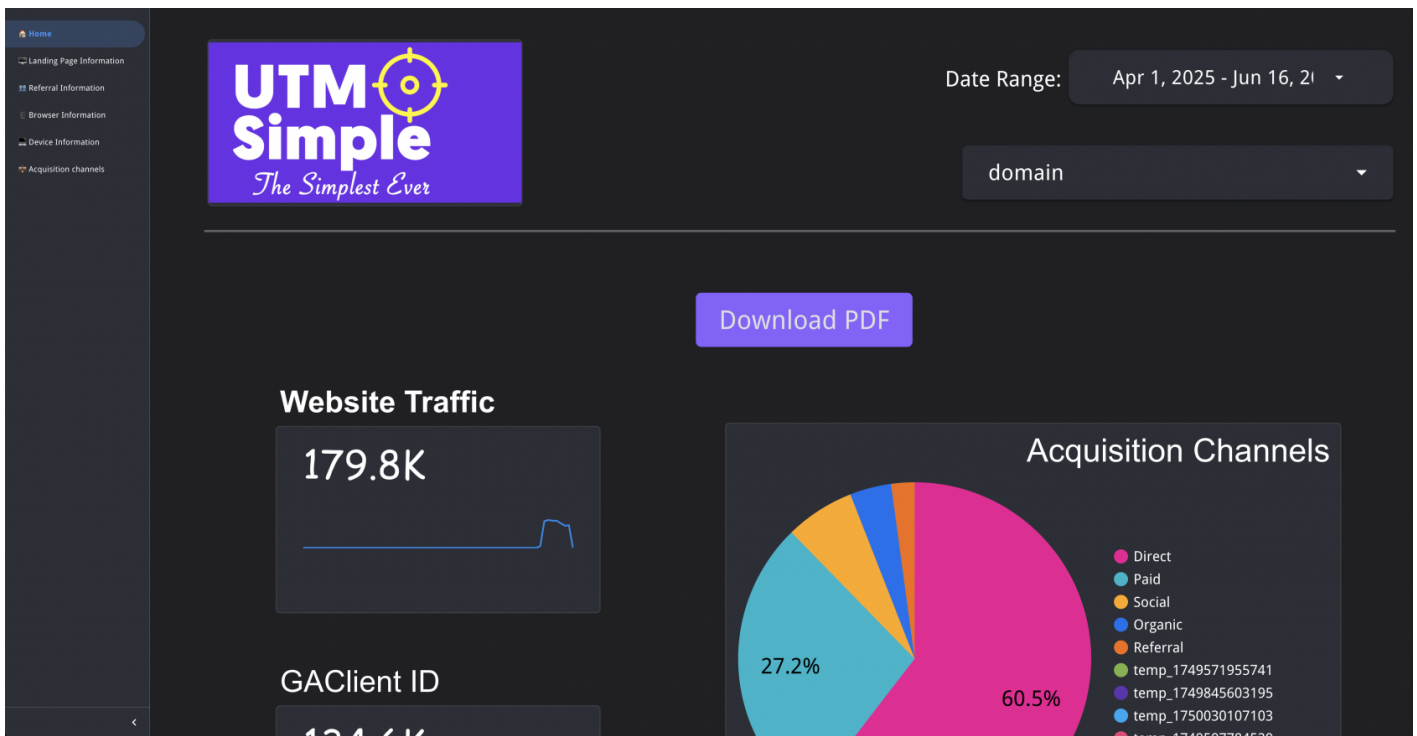 Home
Landing Page Information
Referral Information
Browser Information
Device Information
Acquisition channels
UTM
Simple
The Simplest Ever
Date Range:
Apr 1, 2025 - Jun 16, 2
domain
Download PDF
Website Traffic
179.8K
GAClient ID
Acquisition Channels
27.2%
60.5%
Direct
Paid
Social
Organic
Referral
temp_1749571955741
temp_1749845603195
temp_1750030107103